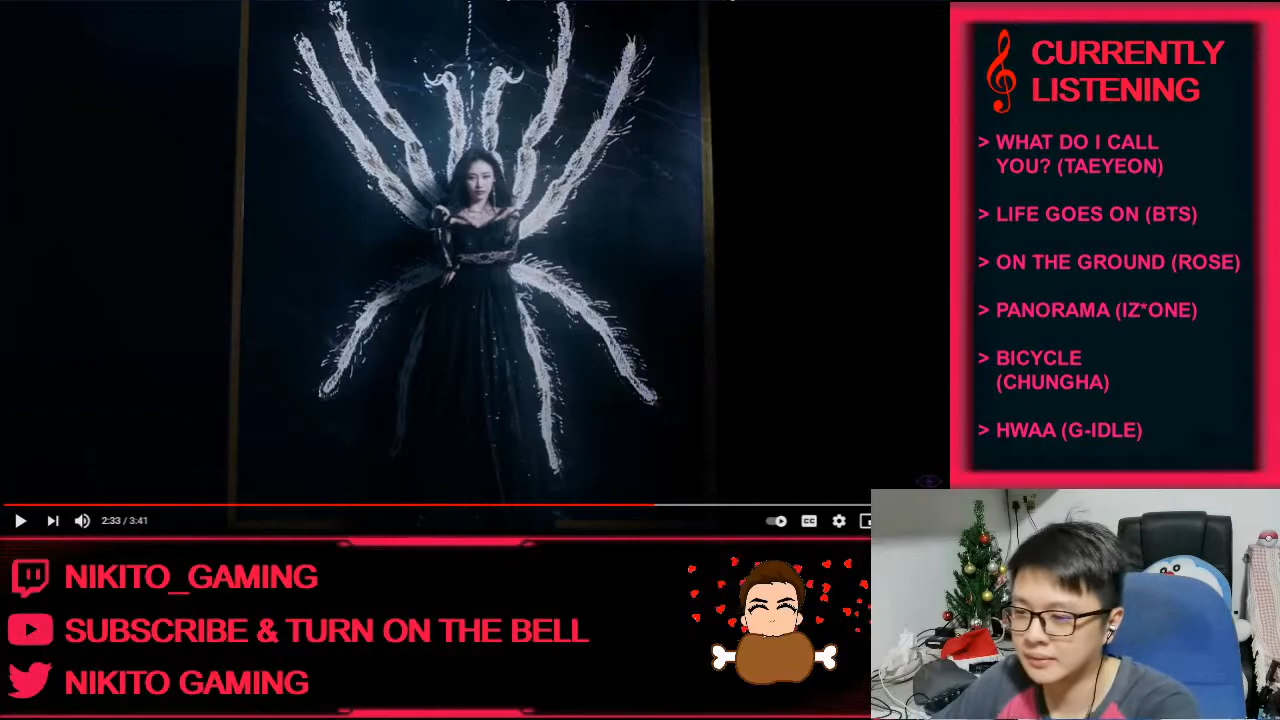 CURRENTLY
LISTENING
> WHAT DO I CALL
YOU? (TAEYEON)
> LIFE GOES ON (BTS)
> ON THE GROUND (ROSE)
> PANORAMA (IZ*ONE)
> BICYCLE
(CHUNGHA)
> HWAA (G-IDLE)
2:33 / 3:41
CC
NIKITO_GAMING
SUBSCRIBE & TURN ON THE BELL
NIKITO GAMING